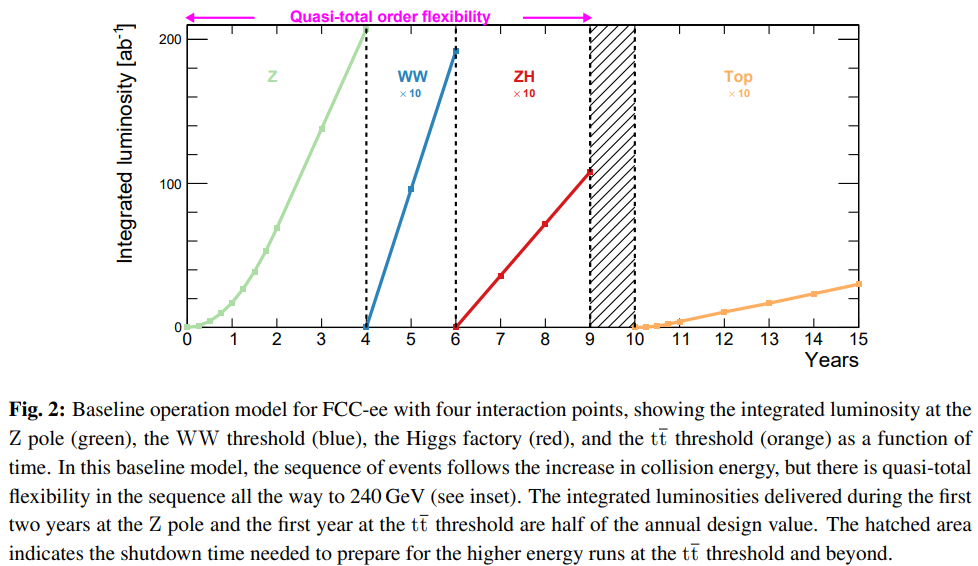 Quasi-total order flexibility
Integrated luminosity [ab⁻¹]
200
100
0
Z
WW
× 10
ZH
× 10
Top
× 10
0 1 2 3 4 5 6 7 8 9 10 11 12 13 14 15
Years
Fig. 2: Baseline operation model for FCC-ee with four interaction points, showing the integrated luminosity at the
Z pole (green), the WW threshold (blue), the Higgs factory (red), and the tt̅ threshold (orange) as a function of
time. In this baseline model, the sequence of events follows the increase in collision energy, but there is quasi-total
flexibility in the sequence all the way to 240 GeV (see inset). The integrated luminosities delivered during the first
two years at the Z pole and the first year at the tt̅ threshold are half of the annual design value. The hatched area
indicates the shutdown time needed to prepare for the higher energy runs at the tt̅ threshold and beyond.